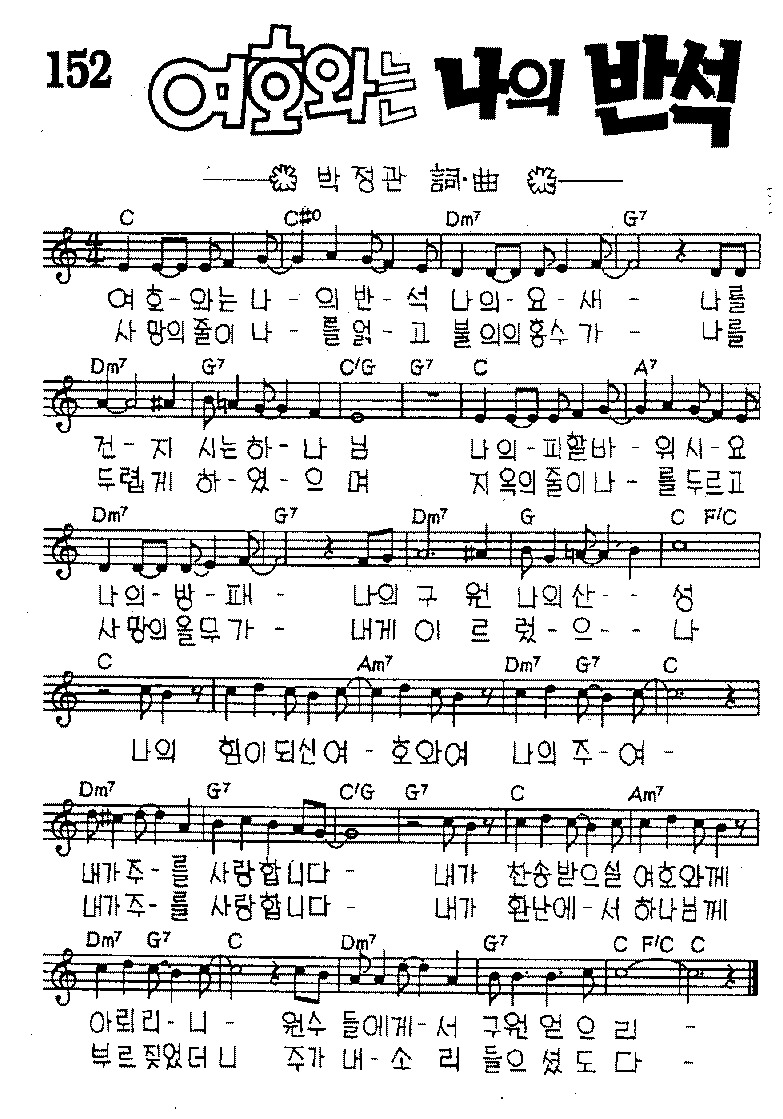 152 여호와는 나의 반석
박정관 詞·曲
C C#0 Dm7 G7
여 호- 와는 나 - 의 반 - 석 나의- 요- 새 - 나를
사 망의 줄이 나 - 를 얽 - 고 불의의 홍수 가 - 나를
Dm7 G7 C/G G7 C A7
건 - 지 시는하- 나 님 나의-피할바- 위시-요
두렵게 하-였-으 며 지옥의줄이나-를두르고
Dm7 G7 Dm7 G C F/C
나의- 방- 패 - 나의 구 원 나의산- - 성
사망의올무가 - 내게 이 르 렀- 으- - 나
C Am7 Dm7 G7 C
나의 힘이되신여 - 호와여 나의 주- 여 -
Dm7 G7 C/G G7 C Am7
내가주-를 사랑합니다 - 내가 찬송받으실 여호와께
내가주-를 사랑합니다 - 내가 환난에-서 하나님께
Dm7 G7 C Dm7 G7 C F/C C
아뢰리- 니 - 원수 들에게-서 구원 얻 으 리 -
부르짖었더니 주가 내-소 리 들으셨도다 -